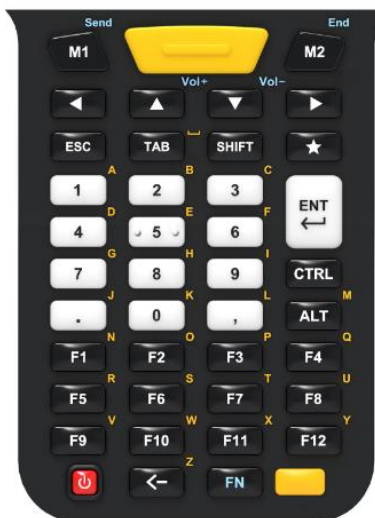 Send End
M1 M2
Vol+ Vol−
ESC TAB SHIFT
A B C
1 2 3 ENT
D E F
4 5 6
G H I
7 8 9 CTRL
J K L M
. 0 , ALT
N O P Q
F1 F2 F3 F4
R S T U
F5 F6 F7 F8
V W X Y
F9 F10 F11 F12
Z
FN